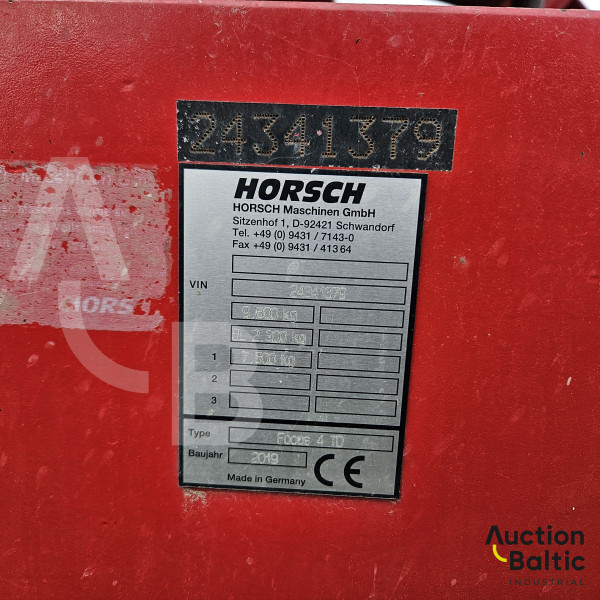 24341379
HORSCH
HORSCH Maschinen GmbH
Sitzenhof 1, D-92421 Schwandorf
Tel. +49 (0) 9431 / 7143-0
Fax +49 (0) 9431 / 413 64
VIN 24341379
9.800 kg
2.300 kg
1 7.500 kg
2
3
Type Focus 4 TD
Baujahr 2019
Made in Germany CE
HORSCH
ACB
Auction
Baltic
INDUSTRIAL